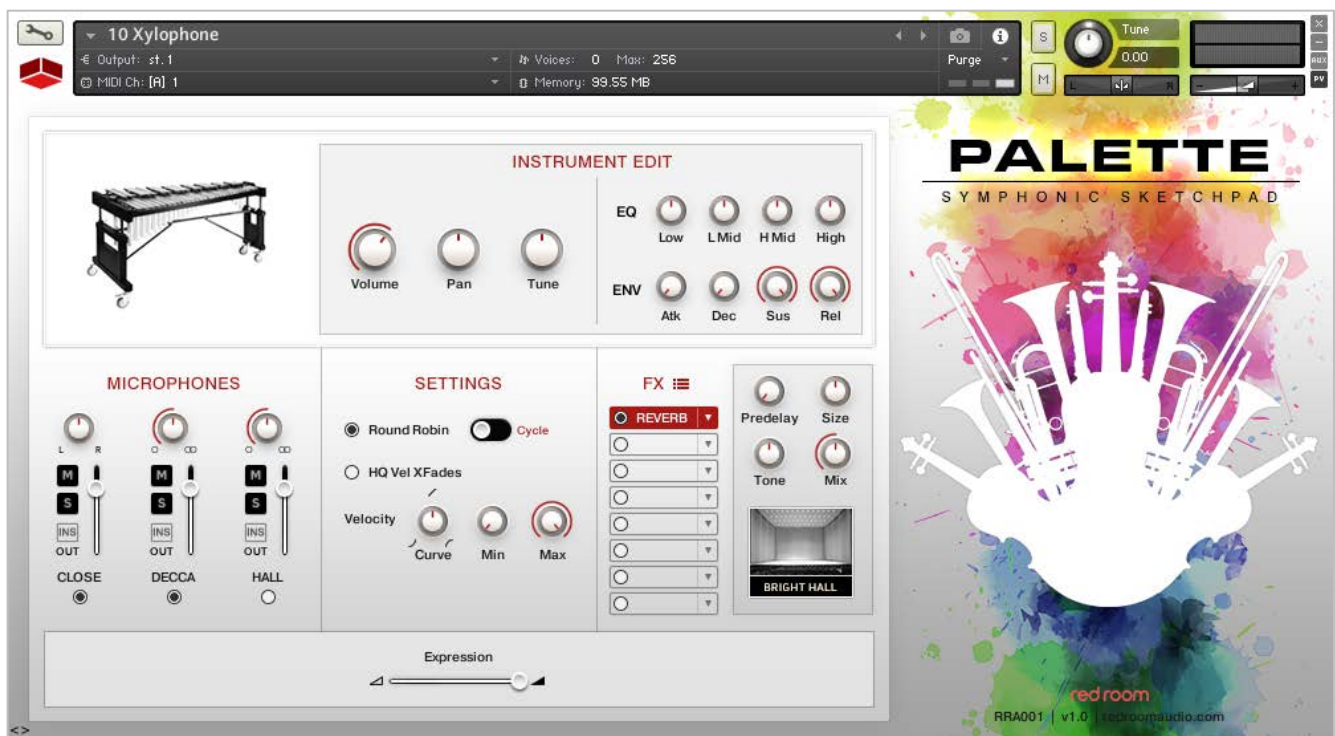 10 Xylophone
Output: st. 1
Voices: 0 Max: 256
Purge
MIDI Ch: [A] 1
Memory: 99.55 MB
S
M
Tune
0.00
L R
- +
X
-
AUX
PV
INSTRUMENT EDIT
Volume
Pan
Tune
EQ
Low
L Mid
H Mid
High
ENV
Atk
Dec
Sus
Rel
MICROPHONES
L R
M
M
M
S
S
S
INS
INS
INS
OUT
OUT
OUT
CLOSE
DECCA
HALL
SETTINGS
Round Robin
Cycle
HQ Vel XFades
Velocity
Curve
Min
Max
FX
REVERB
Predelay
Size
Tone
Mix
BRIGHT HALL
Expression
PALETTE
SYMPHONIC SKETCHPAD
red room
RRA001 | v1.0 | redroomaudio.com
<>